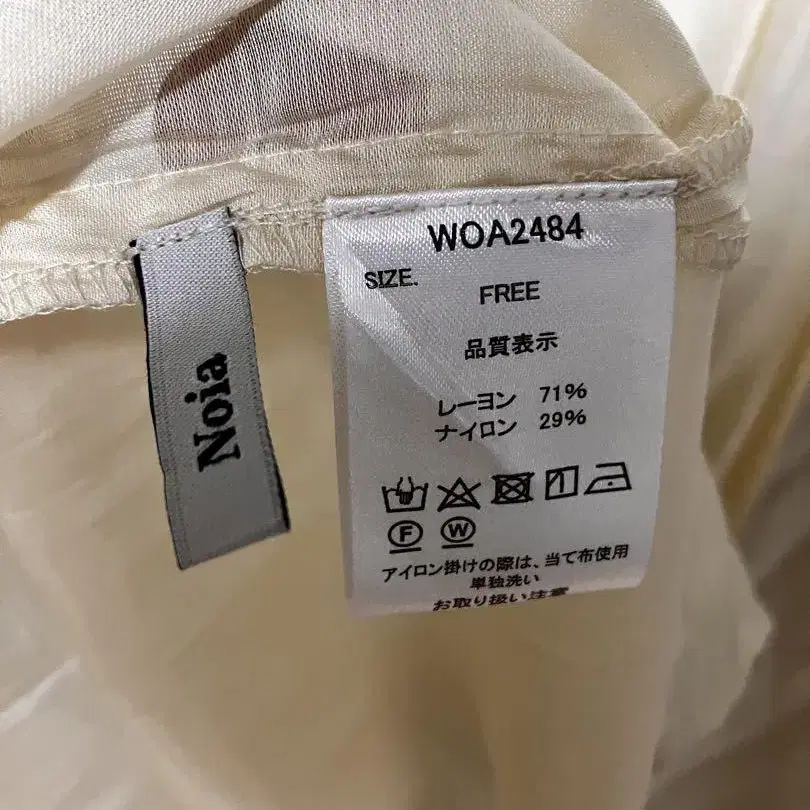 Noia
WOA2484
SIZE.
FREE
品質表示
レーヨン 71%
ナイロン 29%
F W
アイロン掛けの際は、当て布使用
単独洗い
お取り扱い注意